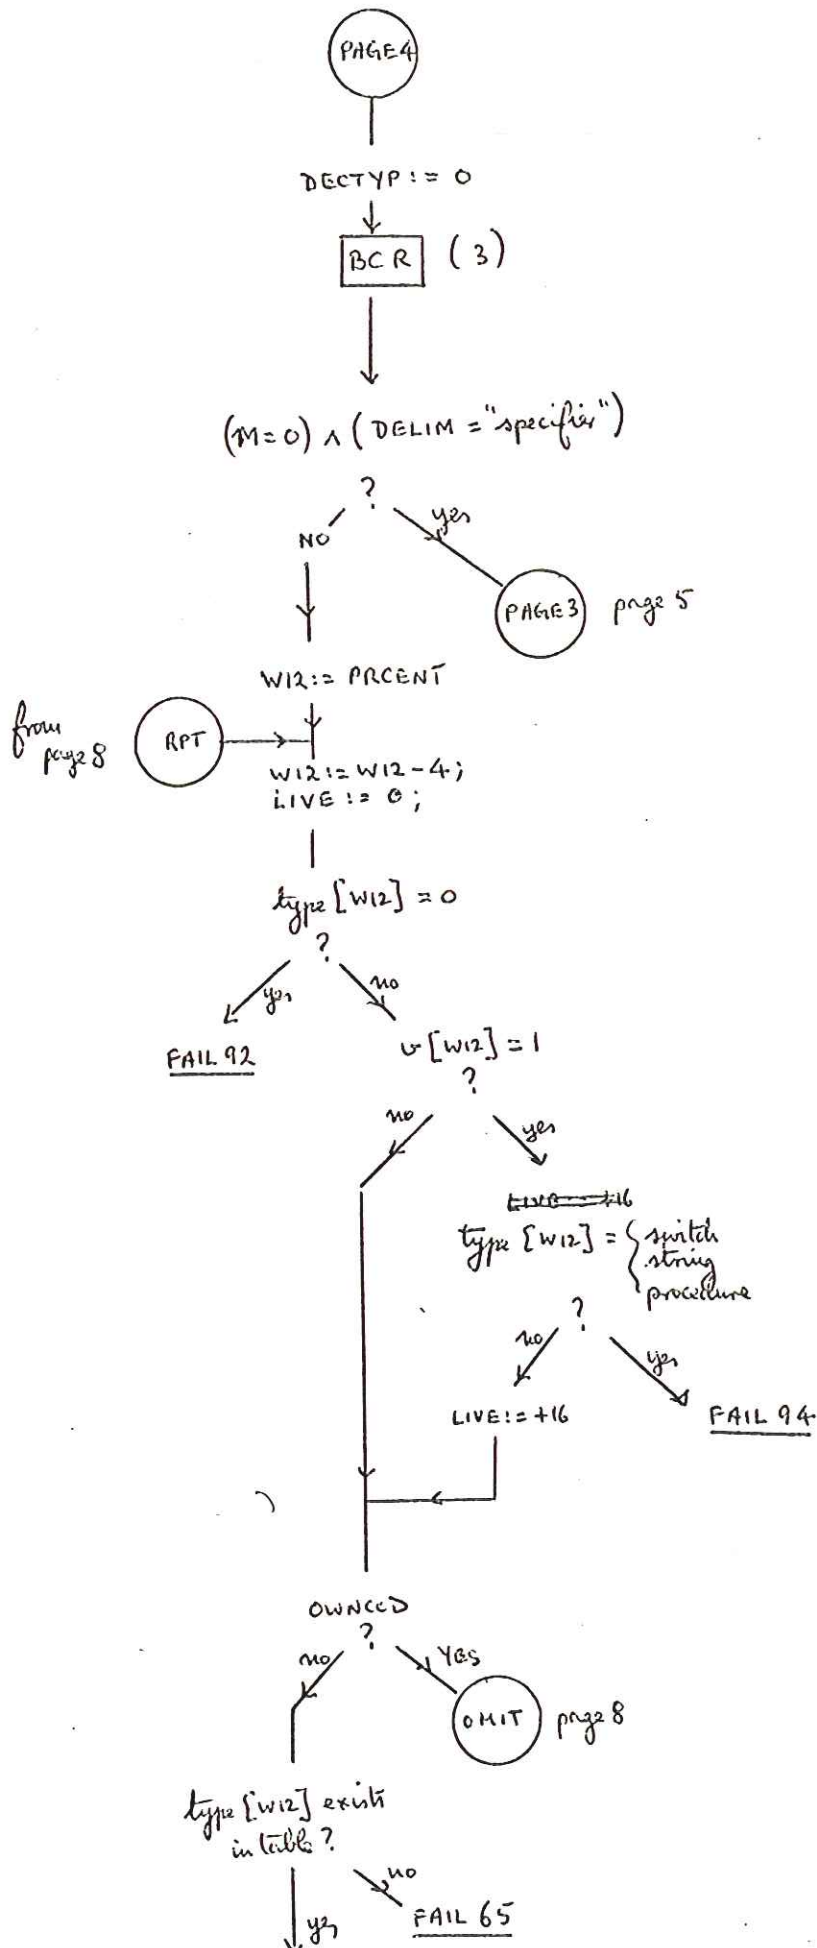 PAGE4
DECTYP := 0
BCR (3)
(M=0) ∧ (DELIM = "specifier")
?
NO yes
PAGE3 page 5
W12 := PRCENT
from page 8 RPT
W12 := W12-4;
LIVE := 0;
type [W12] = 0
?
yes no
FAIL 92
v [W12] = 1
?
no yes
type [W12] = { switch
string
procedure
?
no yes
LIVE := +16
FAIL 94
OWNCCD
?
no YES
OMIT page 8
type [W12] exists
in table ?
no
yes
FAIL 65